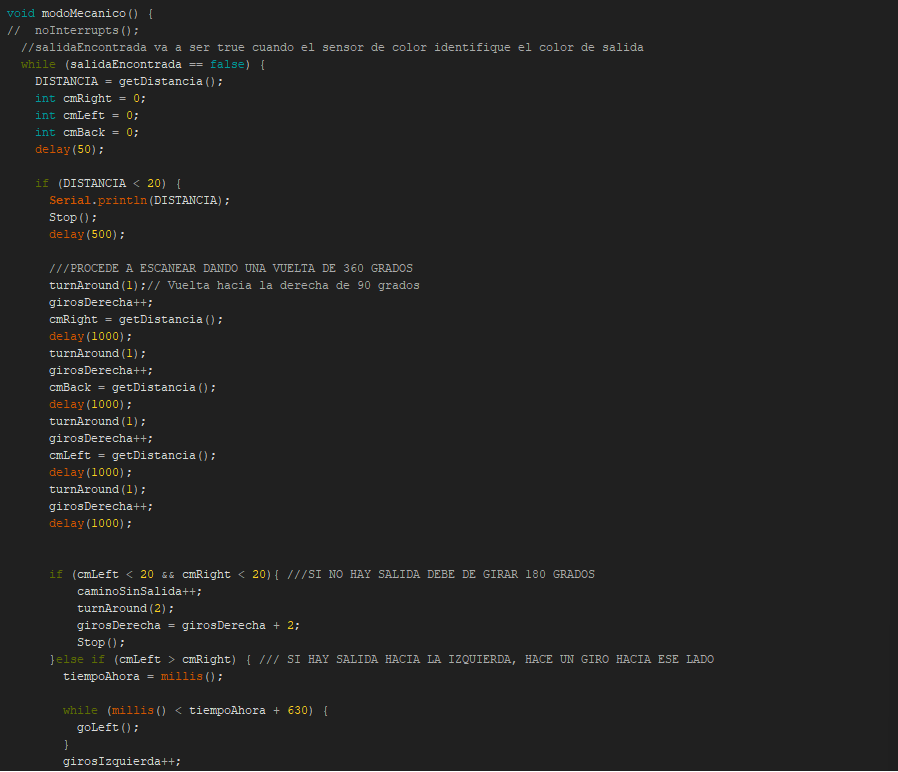 void modoMecanico() {
//  noInterrupts();
  //salidaEncontrada va a ser true cuando el sensor de color identifique el color de salida
  while (salidaEncontrada == false) {
    DISTANCIA = getDistancia();
    int cmRight = 0;
    int cmLeft = 0;
    int cmBack = 0;
    delay(50);

    if (DISTANCIA < 20) {
      Serial.println(DISTANCIA);
      Stop();
      delay(500);

      ///PROCEDE A ESCANEAR DANDO UNA VUELTA DE 360 GRADOS
      turnAround(1);// Vuelta hacia la derecha de 90 grados
      girosDerecha++;
      cmRight = getDistancia();
      delay(1000);
      turnAround(1);
      girosDerecha++;
      cmBack = getDistancia();
      delay(1000);
      turnAround(1);
      girosDerecha++;
      cmLeft = getDistancia();
      delay(1000);
      turnAround(1);
      girosDerecha++;
      delay(1000);


      if (cmLeft < 20 && cmRight < 20){ ///SI NO HAY SALIDA DEBE DE GIRAR 180 GRADOS
          caminoSinSalida++;
          turnAround(2);
          girosDerecha = girosDerecha + 2;
          Stop();
      }else if (cmLeft > cmRight) { /// SI HAY SALIDA HACIA LA IZQUIERDA, HACE UN GIRO HACIA ESE LADO
        tiempoAhora = millis();

        while (millis() < tiempoAhora + 630) {
          goLeft();
        }
        girosIzquierda++;